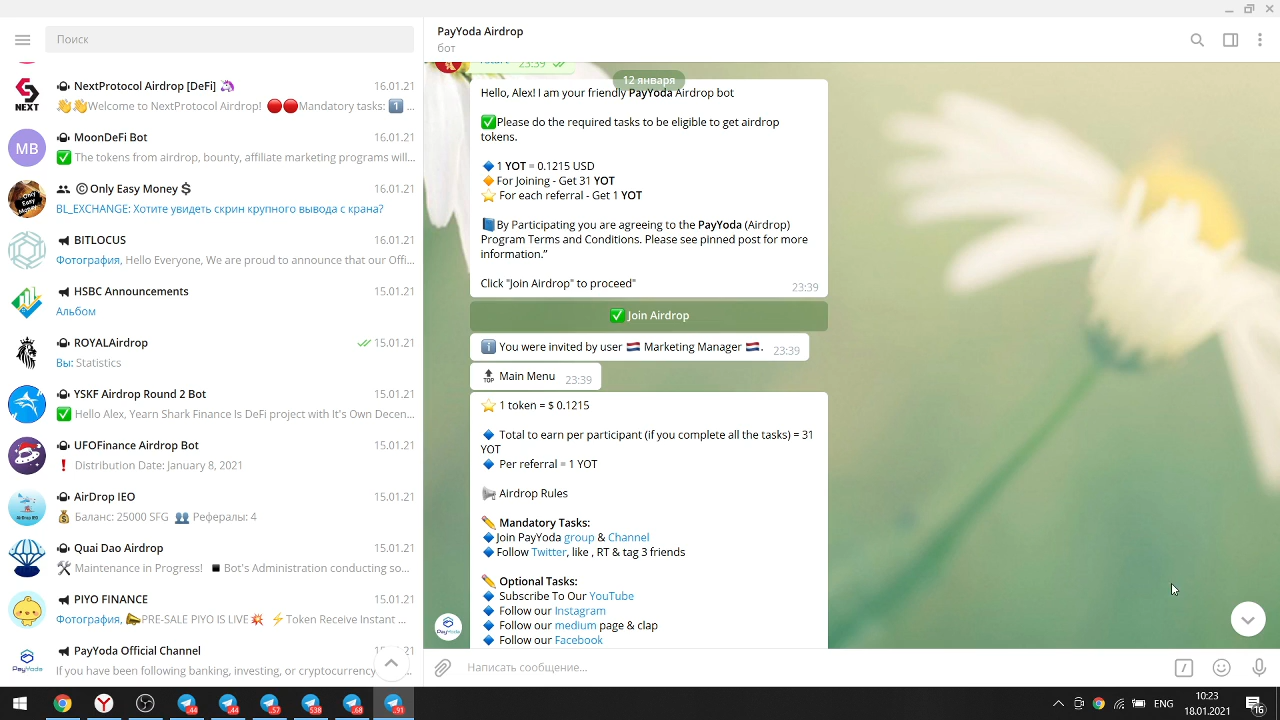 Поиск
NextProtocol Airdrop [DeFi] 🦄 16.01.21
👋👋Welcome to NextProtocol Airdrop! 🔴🔴Mandatory tasks: 1️⃣ ...
NEXT
MoonDeFi Bot 16.01.21
MB
✅ The tokens from airdrop, bounty, affiliate marketing programs will...
©Only Easy Money 💲 16.01.21
BL_EXCHANGE: Хотите увидеть скрин крупного вывода с крана?
BITLOCUS 16.01.21
Фотография, Hello Everyone, We are proud to announce that our Offi...
HSBC Announcements 15.01.21
Альбом
ROYALAirdrop 15.01.21
Вы: Statistics
YSKF Airdrop Round 2 Bot 15.01.21
✅ Hello Alex, Yearn Shark Finance Is DeFi project with It's Own Decen...
UFOFinance Airdrop Bot 15.01.21
❗ Distribution Date: January 8, 2021
AirDrop IEO 15.01.21
💰 Баланс: 25000 SFG 👥 Рефералы: 4
Quai Dao Airdrop 15.01.21
🛠 Maintenance in Progress! ◾ Bot's Administration conducting so...
PIYO FINANCE 15.01.21
Фотография, 📣PRE-SALE PIYO IS LIVE💥 ⚡Token Receive Instant ...
PayYoda Official Channel
If you have been following banking, investing, or cryptocurrency
PayYoda Airdrop
бот
23:39
12 января
Hello, Alex! I am your friendly PayYoda Airdrop bot
✅Please do the required tasks to be eligible to get airdrop
tokens.
🔷1 YOT = 0.1215 USD
🔶For Joining - Get 31 YOT
⭐ For each referral - Get 1 YOT
📘By Participating you are agreeing to the PayYoda (Airdrop)
Program Terms and Conditions. Please see pinned post for more
information.”
Click "Join Airdrop" to proceed"
23:39
✅ Join Airdrop
ℹ️ You were invited by user 🇳🇱 Marketing Manager 🇳🇱. 23:39
🔝 Main Menu 23:39
⭐ 1 token = $ 0.1215
🔷 Total to earn per participant (if you complete all the tasks) = 31
YOT
🔷 Per referral = 1 YOT
📢 Airdrop Rules
✏️ Mandatory Tasks:
🔷Join PayYoda group & Channel
🔷Follow Twitter, like , RT & tag 3 friends
✏️ Optional Tasks:
🔷 Subscribe To Our YouTube
🔷 Follow our Instagram
🔷 Follow our medium page & clap
🔷 Follow our Facebook
Написать сообщение...
44
44
57
538
68
91
ENG
10:23
18.01.2021
16